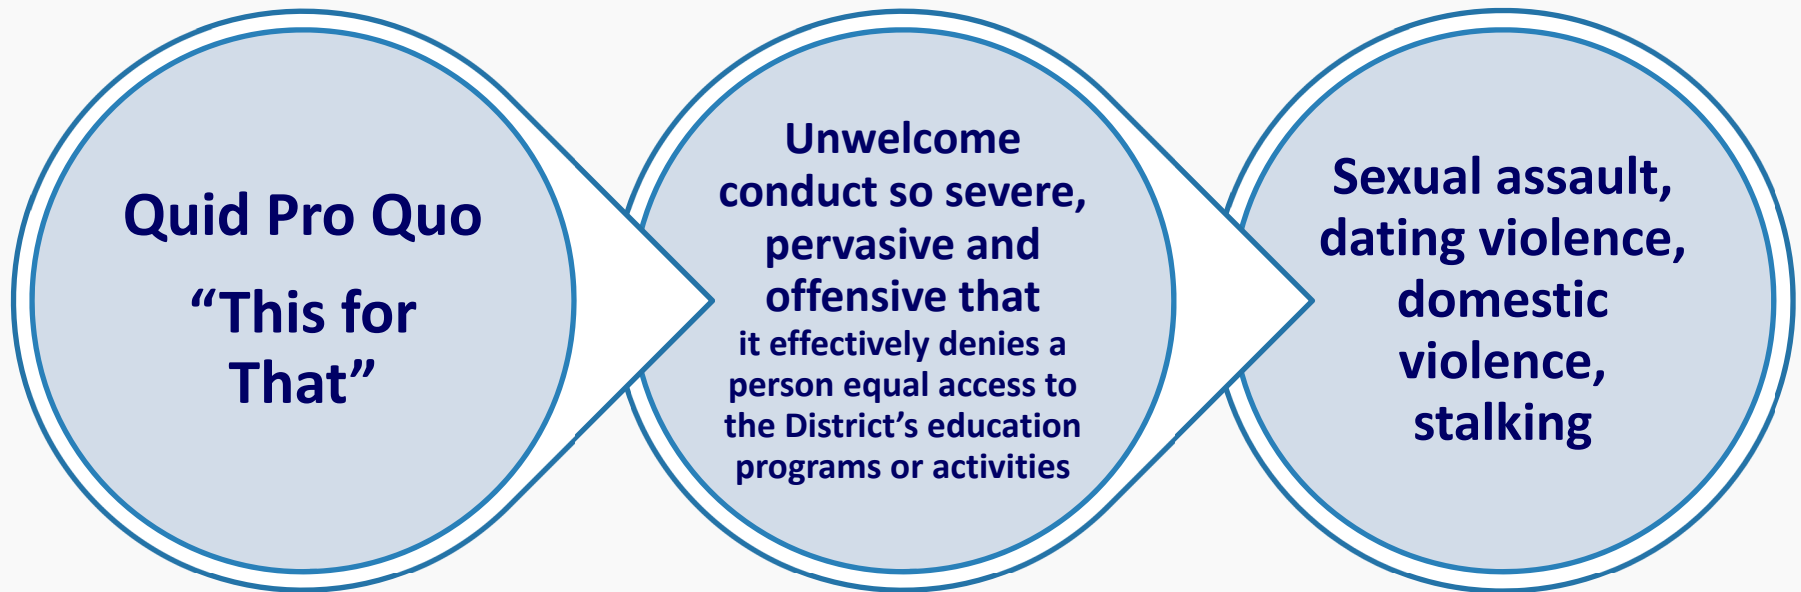 Quid Pro Quo
“This for
That”
Unwelcome
conduct so severe,
pervasive and
offensive that
it effectively denies a
person equal access to
the District’s education
programs or activities
Sexual assault,
dating violence,
domestic
violence,
stalking